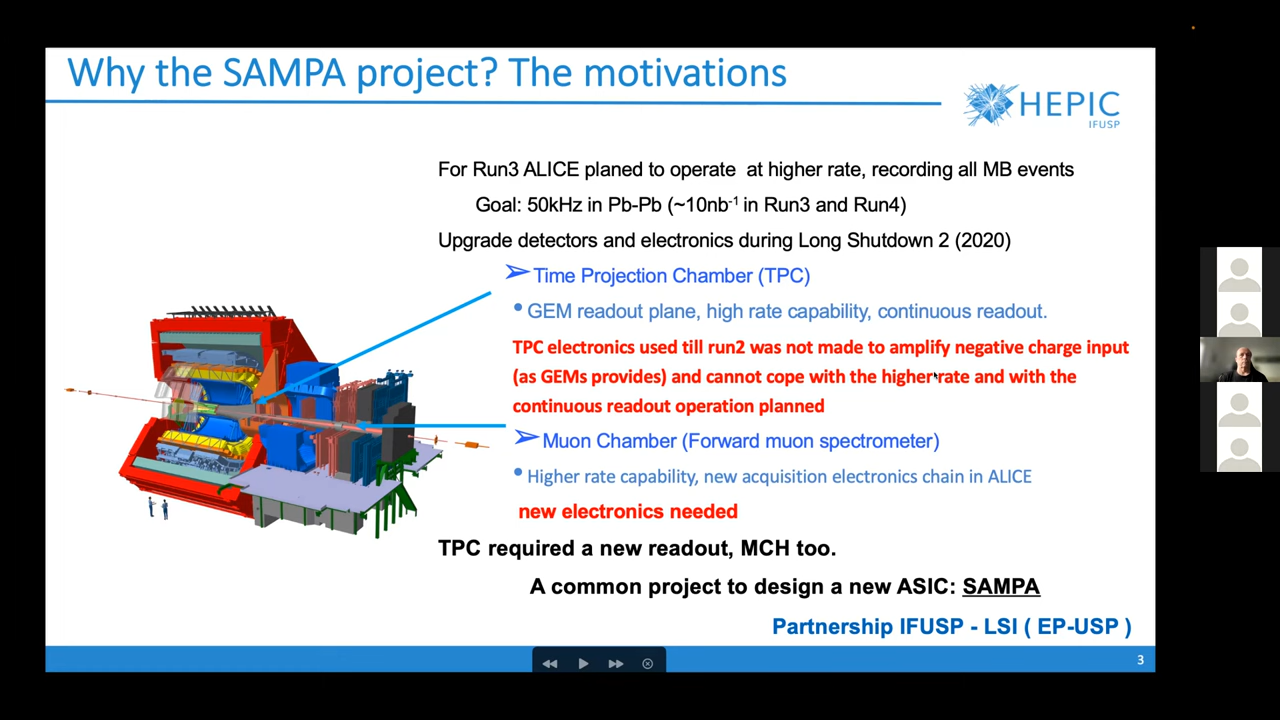 Why the SAMPA project? The motivations
HEPIC
IFUSP
For Run3 ALICE planed to operate at higher rate, recording all MB events
Goal: 50kHz in Pb-Pb (~10nb⁻¹ in Run3 and Run4)
Upgrade detectors and electronics during Long Shutdown 2 (2020)
➢ Time Projection Chamber (TPC)
• GEM readout plane, high rate capability, continuous readout.
TPC electronics used till run2 was not made to amplify negative charge input
(as GEMs provides) and cannot cope with the higher rate and with the
continuous readout operation planned
➢ Muon Chamber (Forward muon spectrometer)
• Higher rate capability, new acquisition electronics chain in ALICE
new electronics needed
TPC required a new readout, MCH too.
A common project to design a new ASIC: SAMPA
Partnership IFUSP - LSI ( EP-USP )
3